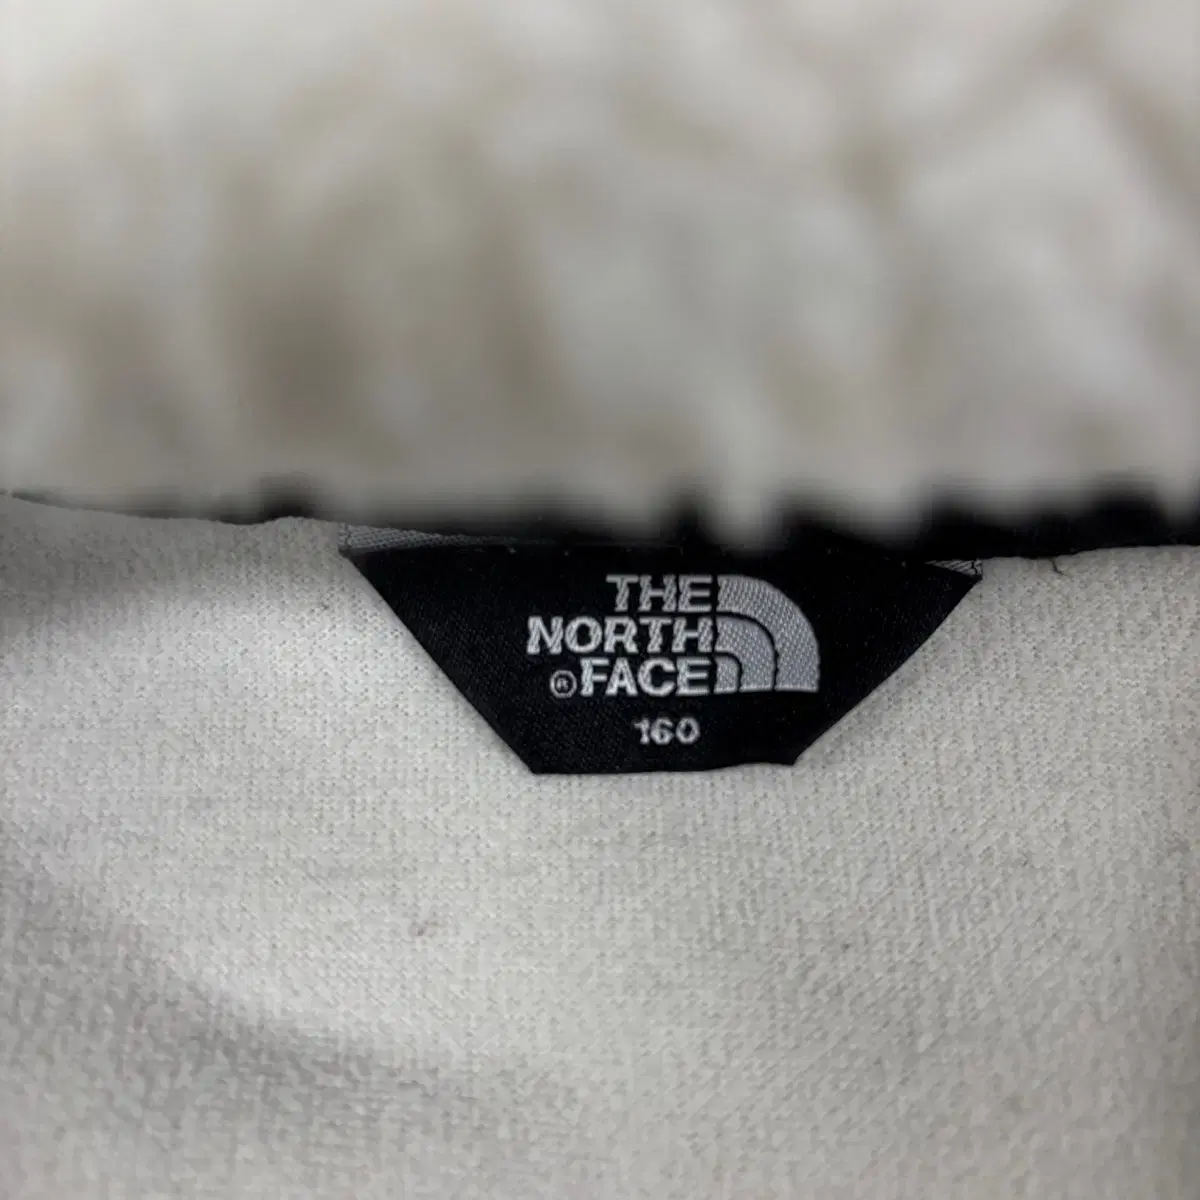 THE
NORTH
® FACE
160